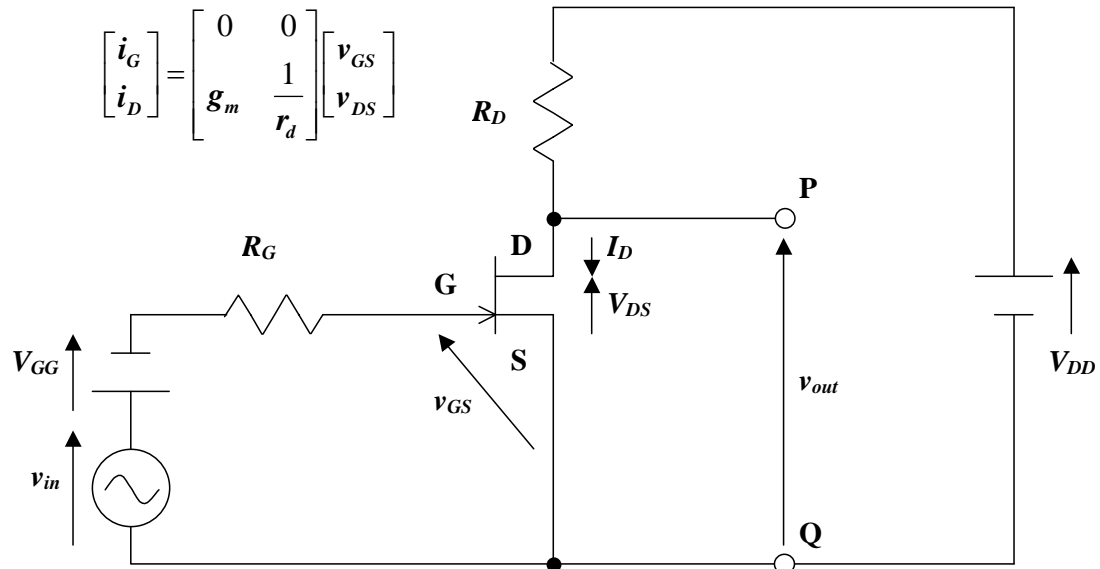 [i_G i_D] = [0 0 g_m 1/r_d] [v_GS v_DS]
R_D
P
R_G
D
I_D
G
V_DS
V_GG
S
V_DD
v_GS
v_out
v_in
Q